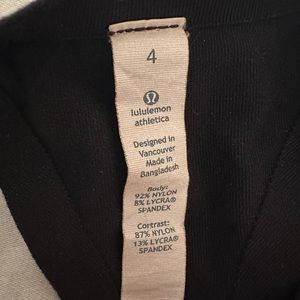 4
lululemon
athletica
Designed in
Vancouver
Made in
Bangladesh
Body:
92% NYLON
8% LYCRA®
SPANDEX
Contrast:
87% NYLON
13% LYCRA®
SPANDEX